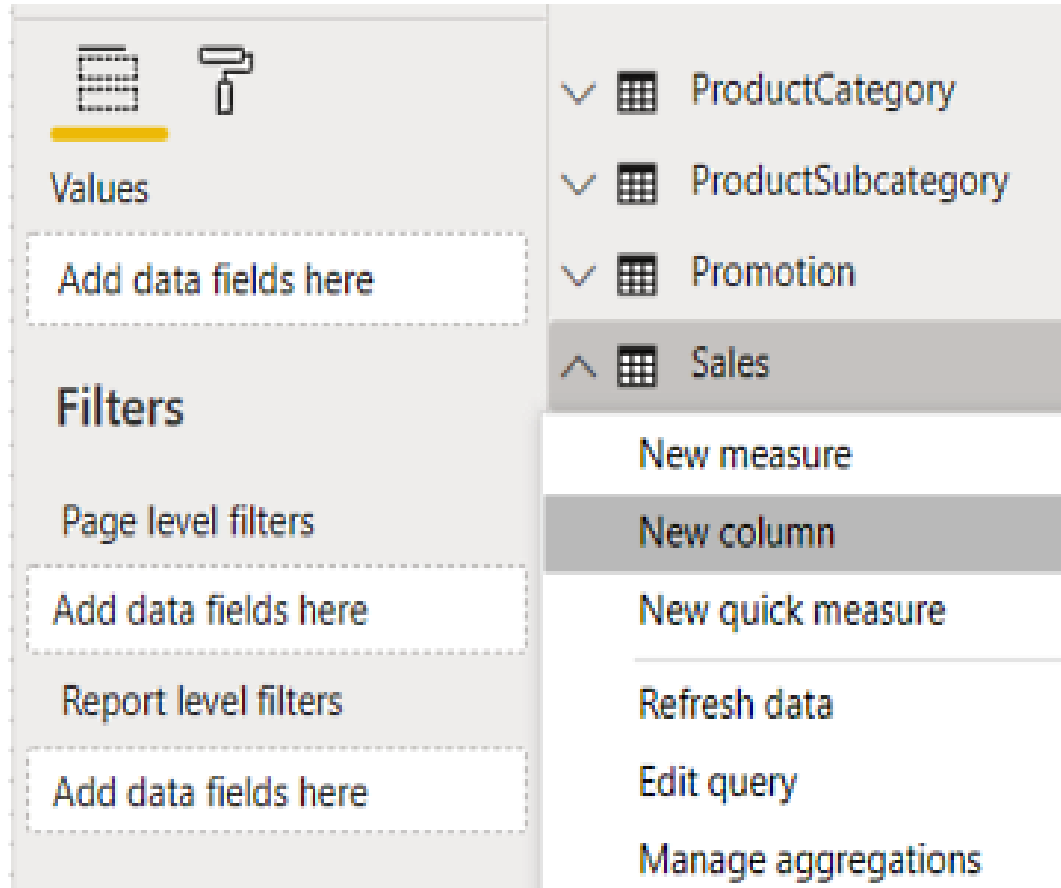 Values
Add data fields here
Filters
Page level filters
Add data fields here
Report level filters
Add data fields here
ProductCategory
ProductSubcategory
Promotion
Sales
New measure
New column
New quick measure
Refresh data
Edit query
Manage aggregations